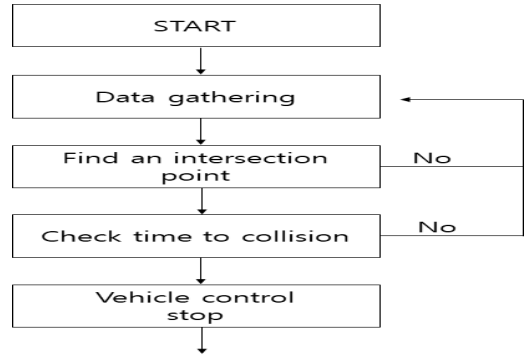 START
Data gathering
Find an intersection
point
No
Check time to collision
No
Vehicle control
stop